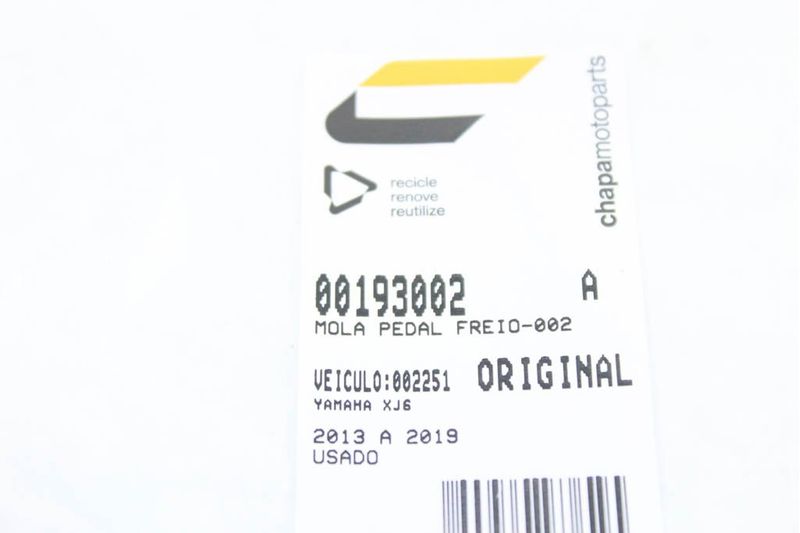 chapamotoparts
recicle
renove
reutilize
00193002 A
MOLA PEDAL FREIO-002
VEICULO:002251 ORIGINAL
YAMAHA XJ6
2013 A 2019
USADO